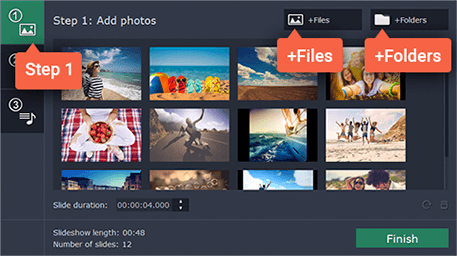 1
Step 1: Add photos
+Files
+Folders
Step 1
+Files
+Folders
3
Slide duration: 00:00:04.000
Slideshow length: 00:48
Number of slides: 12
Finish